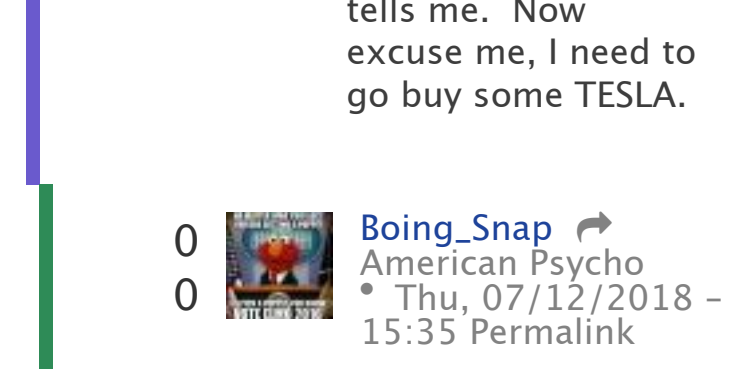 tells me.  Now
excuse me, I need to
go buy some TESLA.
0
0
Boing_Snap
American Psycho
• Thu, 07/12/2018 –
15:35 Permalink